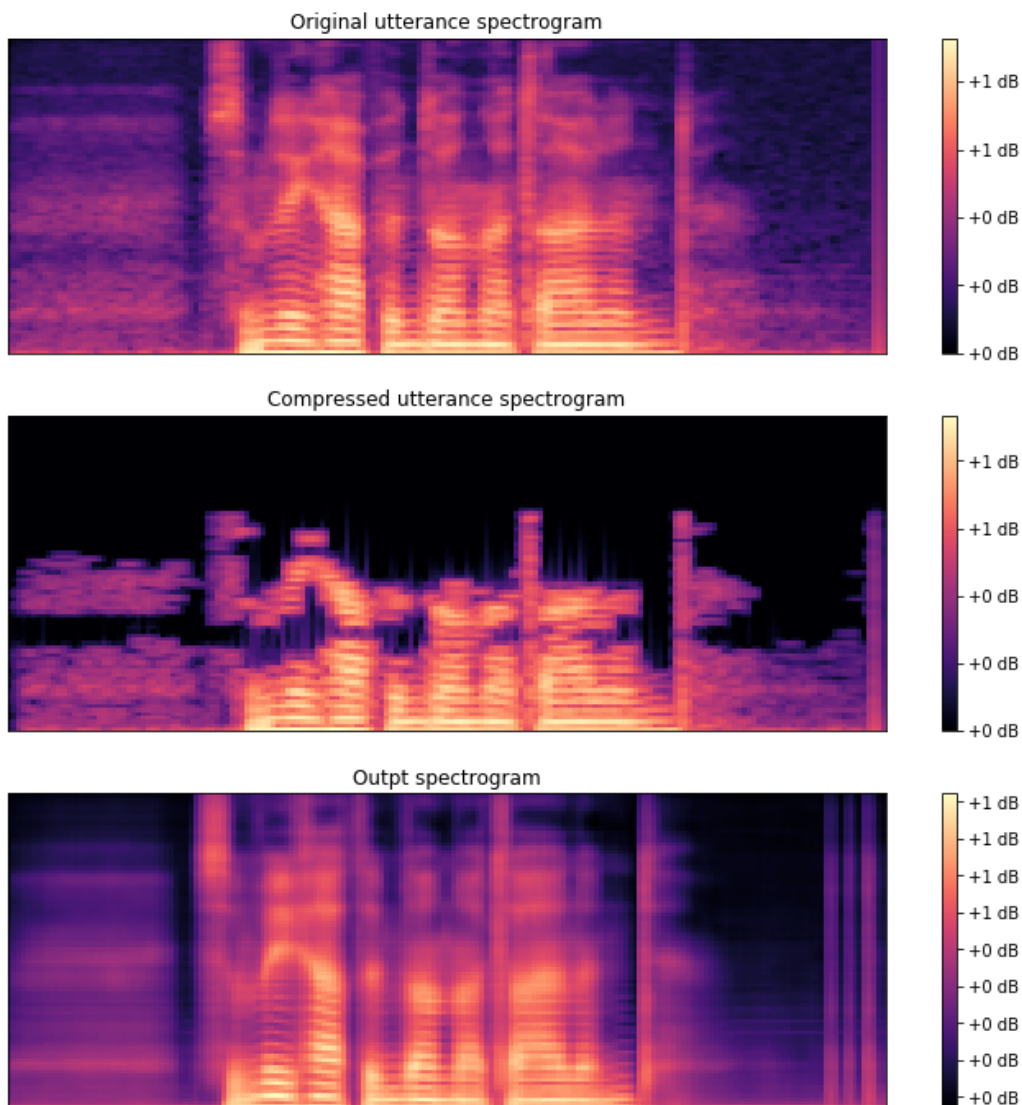 Original utterance spectrogram
+1 dB
+1 dB
+0 dB
+0 dB
+0 dB
Compressed utterance spectrogram
+1 dB
+1 dB
+0 dB
+0 dB
+0 dB
Outpt spectrogram
+1 dB
+1 dB
+1 dB
+1 dB
+0 dB
+0 dB
+0 dB
+0 dB
+0 dB